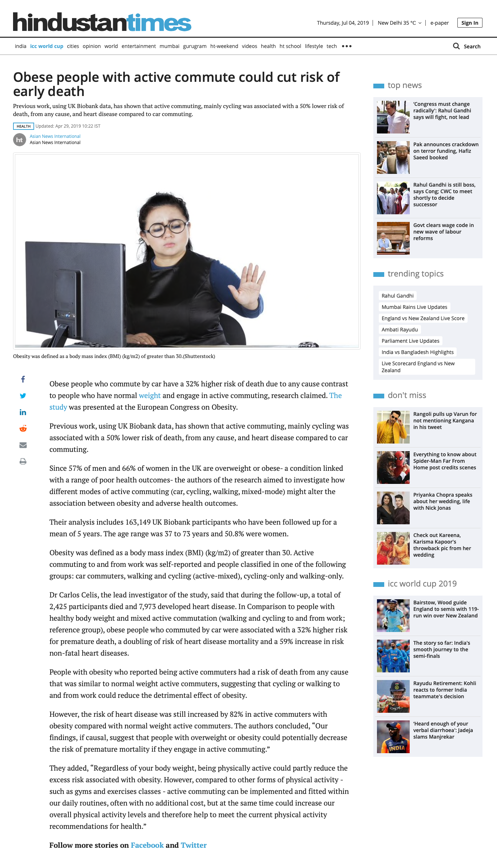 hindustantimes
Thursday, Jul 04, 2019 | New Delhi 35 °C | e-paper Sign in
india icc world cup cities opinion world entertainment mumbai gurugram ht-weekend videos health ht school lifestyle tech •••
Search
Obese people with active commute could cut risk of
early death
Previous work, using UK Biobank data, has shown that active commuting, mainly cycling was associated with a 50% lower risk of
death, from any cause, and heart disease compared to car commuting.
HEALTH Updated: Apr 29, 2019 10:22 IST
ht
Asian News International
Asian News International
Obesity was defined as a body mass index (BMI) (kg/m2) of greater than 30.(Shutterstock)
Obese people who commute by car have a 32% higher risk of death due to any cause contrast
to people who have normal weight and engage in active commuting, research claimed. The
study was presented at the European Congress on Obesity.
Previous work, using UK Biobank data, has shown that active commuting, mainly cycling was
associated with a 50% lower risk of death, from any cause, and heart disease compared to car
commuting.
Since 57% of men and 66% of women in the UK are overweight or obese- a condition linked
with a range of poor health outcomes- the authors of the research aimed to investigate how
different modes of active commuting (car, cycling, walking, mixed-mode) might alter the
association between obesity and adverse health outcomes.
Their analysis includes 163,149 UK Biobank participants who have been followed up for a
mean of 5 years. The age range was 37 to 73 years and 50.8% were women.
Obesity was defined as a body mass index (BMI) (kg/m2) of greater than 30. Active
commuting to and from work was self-reported and people classified in one of the following
groups: car commuters, walking and cycling (active-mixed), cycling-only and walking-only.
Dr Carlos Celis, the lead investigator of the study, said that during the follow-up, a total of
2,425 participants died and 7,973 developed heart disease. In Comparison to people with
healthy body weight and mixed active commutation (walking and cycling to and from work;
reference group), obese people who commuted by car were associated with a 32% higher risk
for premature death, a doubling of risk of heart disease mortality and a 59% increase in risk
non-fatal heart diseases.
People with obesity who reported being active commuters had a risk of death from any cause
that was similar to normal weight active commuters, suggesting that cycling or walking to
and from work could reduce the detrimental effect of obesity.
However, the risk of heart disease was still increased by 82% in active commuters with
obesity compared with normal weight active commuters. The authors concluded, “Our
findings, if causal, suggest that people with overweight or obesity could potentially decrease
the risk of premature mortality if they engage in active commuting.”
They added, “Regardless of your body weight, being physically active could partly reduce the
excess risk associated with obesity. However, compared to other forms of physical activity -
such as gyms and exercises classes - active commuting can be implemented and fitted within
our daily routines, often with no additional cost, but at the same time could increase our
overall physical activity levels and therefore help to meet the current physical activity
recommendations for health.”
Follow more stories on Facebook and Twitter
top news
‘Congress must change
radically’: Rahul Gandhi
says will fight, not lead
Pak announces crackdown
on terror funding, Hafiz
Saeed booked
Rahul Gandhi is still boss,
says Cong; CWC to meet
shortly to decide
successor
Govt clears wage code in
new wave of labour
reforms
trending topics
Rahul Gandhi
Mumbai Rains Live Updates
England vs New Zealand Live Score
Ambati Rayudu
Parliament Live Updates
India vs Bangladesh Highlights
Live Scorecard England vs New
Zealand
don't miss
Rangoli pulls up Varun for
not mentioning Kangana
in his tweet
Everything to know about
Spider-Man Far From
Home post credits scenes
Priyanka Chopra speaks
about her wedding, life
with Nick Jonas
Check out Kareena,
Karisma Kapoor's
throwback pic from her
wedding
icc world cup 2019
Bairstow, Wood guide
England to semis with 119-
run win over New Zealand
The story so far: India's
smooth journey to the
semi-finals
Rayudu Retirement: Kohli
reacts to former India
teammate's decision
‘Heard enough of your
verbal diarrhoea’: Jadeja
slams Manjrekar
INDIA